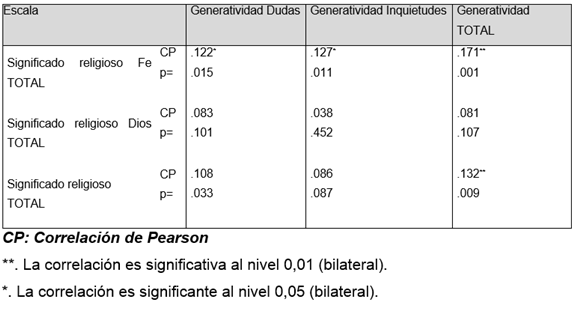 Escala Generatividad Dudas Generatividad Inquietudes Generatividad
TOTAL
Significado religioso Fe TOTAL CP .122* .127* .171**
p= .015 .011 .001
Significado religioso Dios TOTAL CP .083 .038 .081
p= .101 .452 .107
Significado religioso TOTAL CP .108 .086 .132**
p= .033 .087 .009
CP: Correlación de Pearson
**. La correlación es significativa al nivel 0,01 (bilateral).
*. La correlación es significante al nivel 0,05 (bilateral).